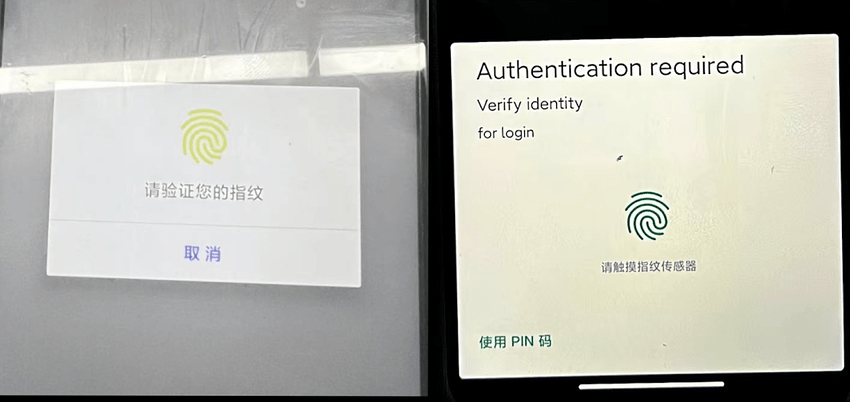 请验证您的指纹
取消
Authentication required
Verify identity
for login
请触摸指纹传感器
使用 PIN 码